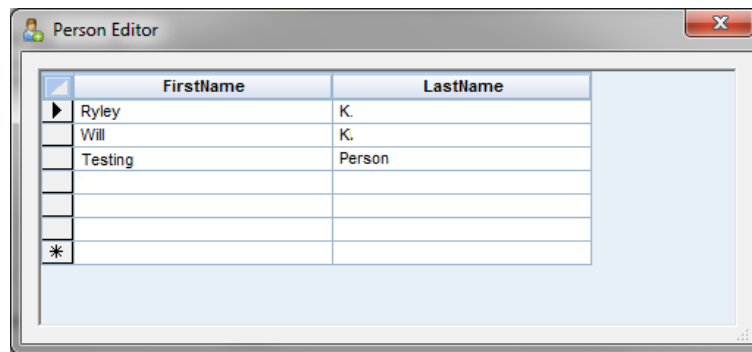 Person Editor
FirstName LastName
Ryley K.
Will K.
Testing Person
*